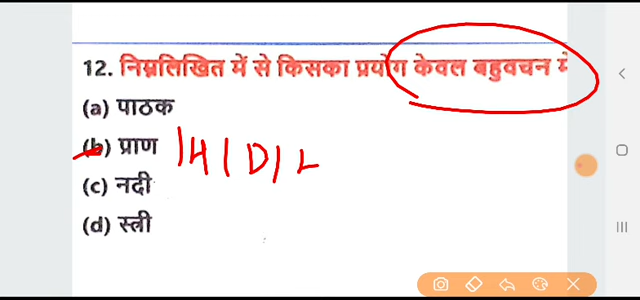 12. निम्नलिखित में से किसका प्रयोग केवल बहुवचन में
(a) पाठक
(b) प्राण |H|D|L
(c) नदी
(d) स्त्री